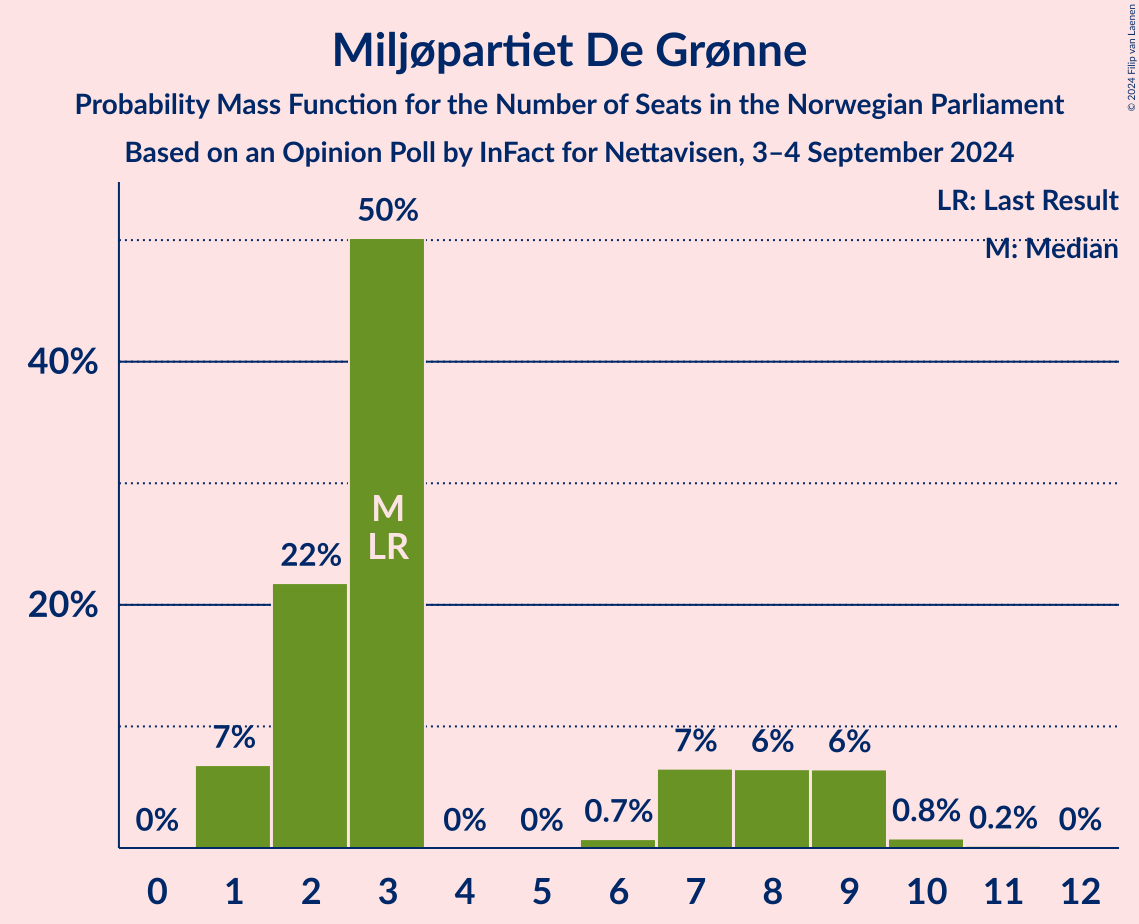 Miljøpartiet De Grønne
Probability Mass Function for the Number of Seats in the Norwegian Parliament
Based on an Opinion Poll by InFact for Nettavisen, 3–4 September 2024
© 2024 Filip van Laenen
LR: Last Result
M: Median
50%
40%
M
LR
22%
20%
7%
7%
6%
6%
0%
0%
0%
0.7%
0.8%
0.2%
0%
0 1 2 3 4 5 6 7 8 9 10 11 12